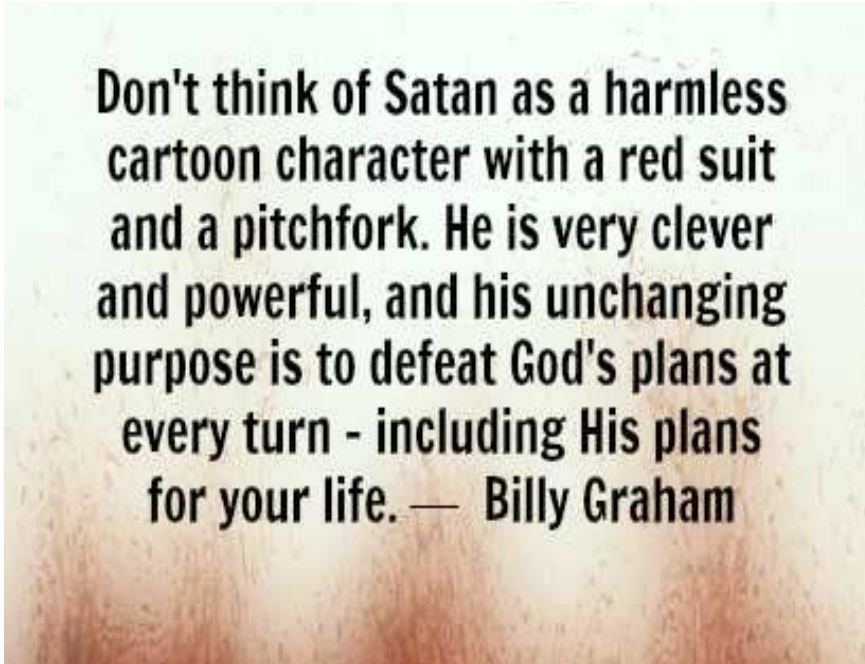 Don't think of Satan as a harmless
cartoon character with a red suit
and a pitchfork. He is very clever
and powerful, and his unchanging
purpose is to defeat God's plans at
every turn - including His plans
for your life. — Billy Graham